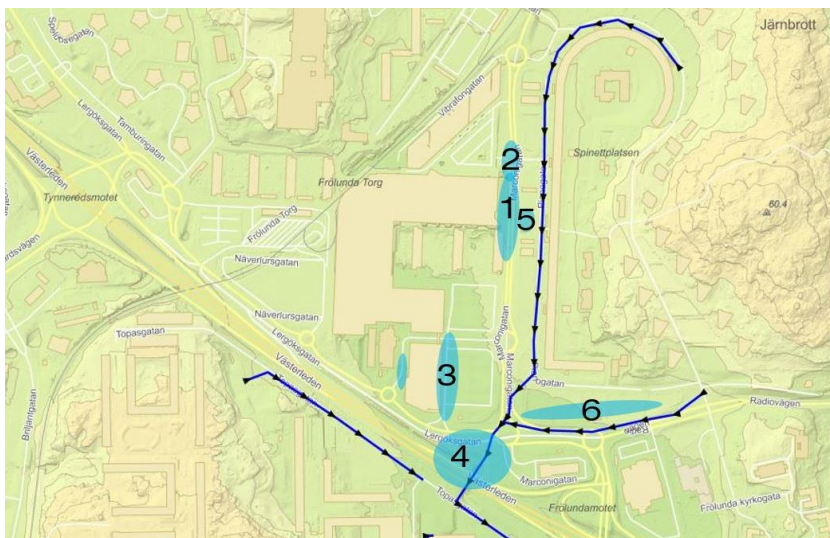 Järnbrott
Lergöksgatan
Tamburingatan
Vibrafongatan
Västerleden
Tynneredsmotet
Frölunda Torg
2
Spinettplatsen
1
5
60.4
Frölunda Torg
Näverlursgatan
Näverlursgatan
Marconigatan
Topasgatan
Lergöksgatan
Västerleden
Topasgatan
3
Briljantgatan
6
Radiovägen
Lergöksgatan
4
Västerleden
Marconigatan
Frölundamotet
Frölunda kyrkogata